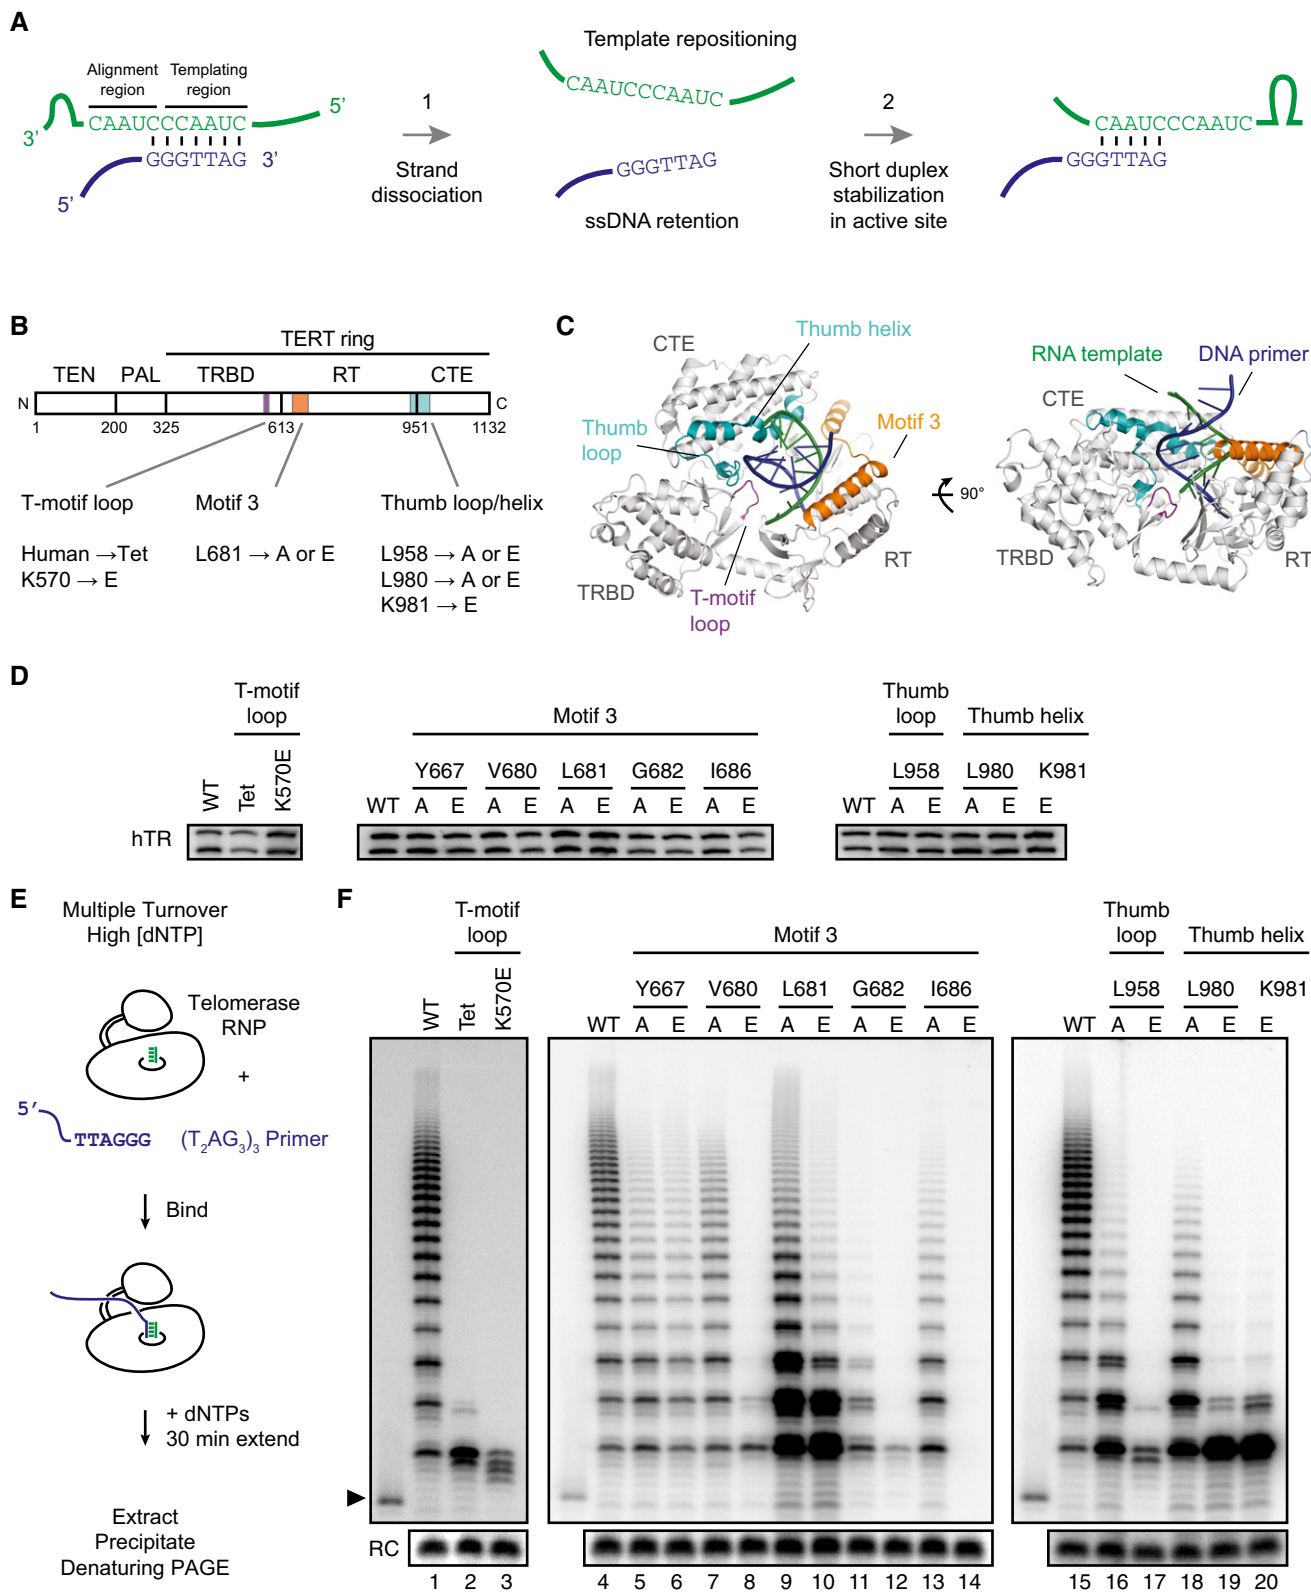 A
Alignment region
Templating region
CAAUCCCAAUC
5'
3'
GGGTTAG
3'
5'
1
Strand dissociation
Template repositioning
CAAUCCCAAUC
GGGTTAG
ssDNA retention
2
Short duplex stabilization in active site
CAAUCCCAAUC
GGGTTAG
B
TERT ring
TEN PAL TRBD RT CTE
N C
1 200 325 613 951 1132
T-motif loop
Human →Tet
K570 → E
Motif 3
L681 → A or E
Thumb loop/helix
L958 → A or E
L980 → A or E
K981 → E
C
CTE
Thumb helix
Thumb loop
Motif 3
RT
TRBD
T-motif loop
90°
RNA template
DNA primer
CTE
TRBD
RT
D
T-motif loop
WT Tet K570E
hTR
Motif 3
Y667 V680 L681 G682 I686
WT A E A E A E A E A E
Thumb loop
Thumb helix
L958 L980 K981
WT A E A E E
E
Multiple Turnover
High [dNTP]
Telomerase RNP
+
5'
TTAGGG
(T2AG3)3 Primer
Bind
+ dNTPs
30 min extend
Extract
Precipitate
Denaturing PAGE
F
T-motif loop
WT Tet K570E
Motif 3
Y667 V680 L681 G682 I686
WT A E A E A E A E A E
Thumb loop
Thumb helix
L958 L980 K981
WT A E A E E
RC
1 2 3 4 5 6 7 8 9 10 11 12 13 14 15 16 17 18 19 20